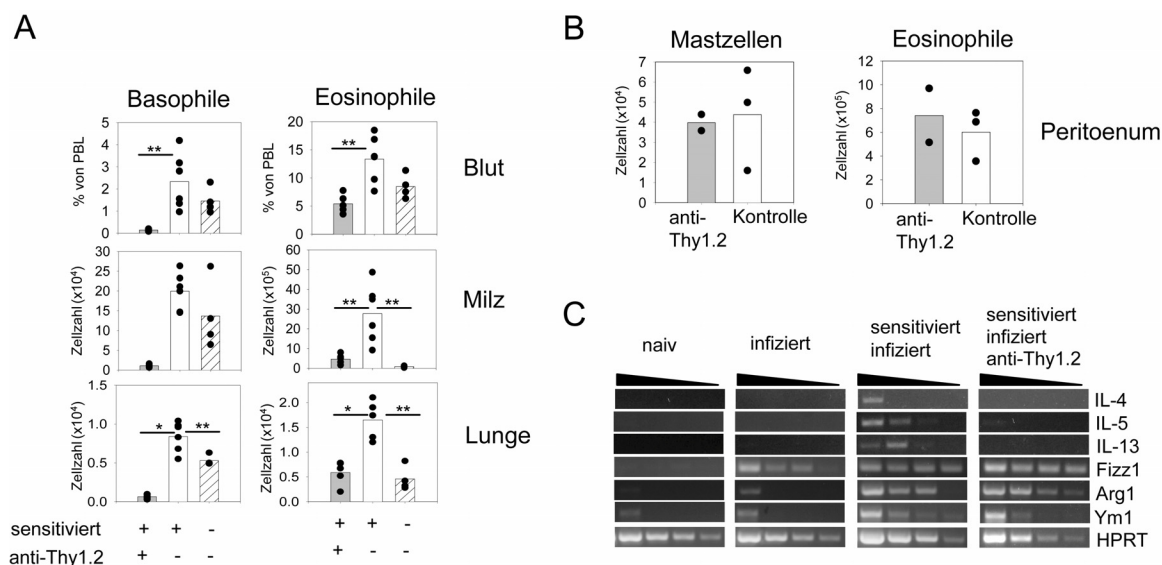 A
Basophile
Eosinophile
% von PBL
5
4
3
2
1
0
**
% von PBL
20
15
10
5
0
**
Blut
Zellzahl (x10⁴)
30
25
20
15
10
5
0
Zellzahl (x10⁵)
60
50
40
30
20
10
0
**
**
Milz
Zellzahl (x10⁴)
1.0
0.5
0.0
*
**
Zellzahl (x10⁴)
2.0
1.5
1.0
0.5
0.0
*
**
Lunge
sensitiviert + + - + + -
anti-Thy1.2 + - - + - -
B
Mastzellen
Eosinophile
Zellzahl (x10⁴)
7
6
5
4
3
2
1
0
anti-
Thy1.2
Kontrolle
Zellzahl (x10⁵)
12
10
8
6
4
2
0
anti-
Thy1.2
Kontrolle
Peritoenum
C
naiv
infiziert
sensitiviert
infiziert
sensitiviert
infiziert
anti-Thy1.2
IL-4
IL-5
IL-13
Fizz1
Arg1
Ym1
HPRT